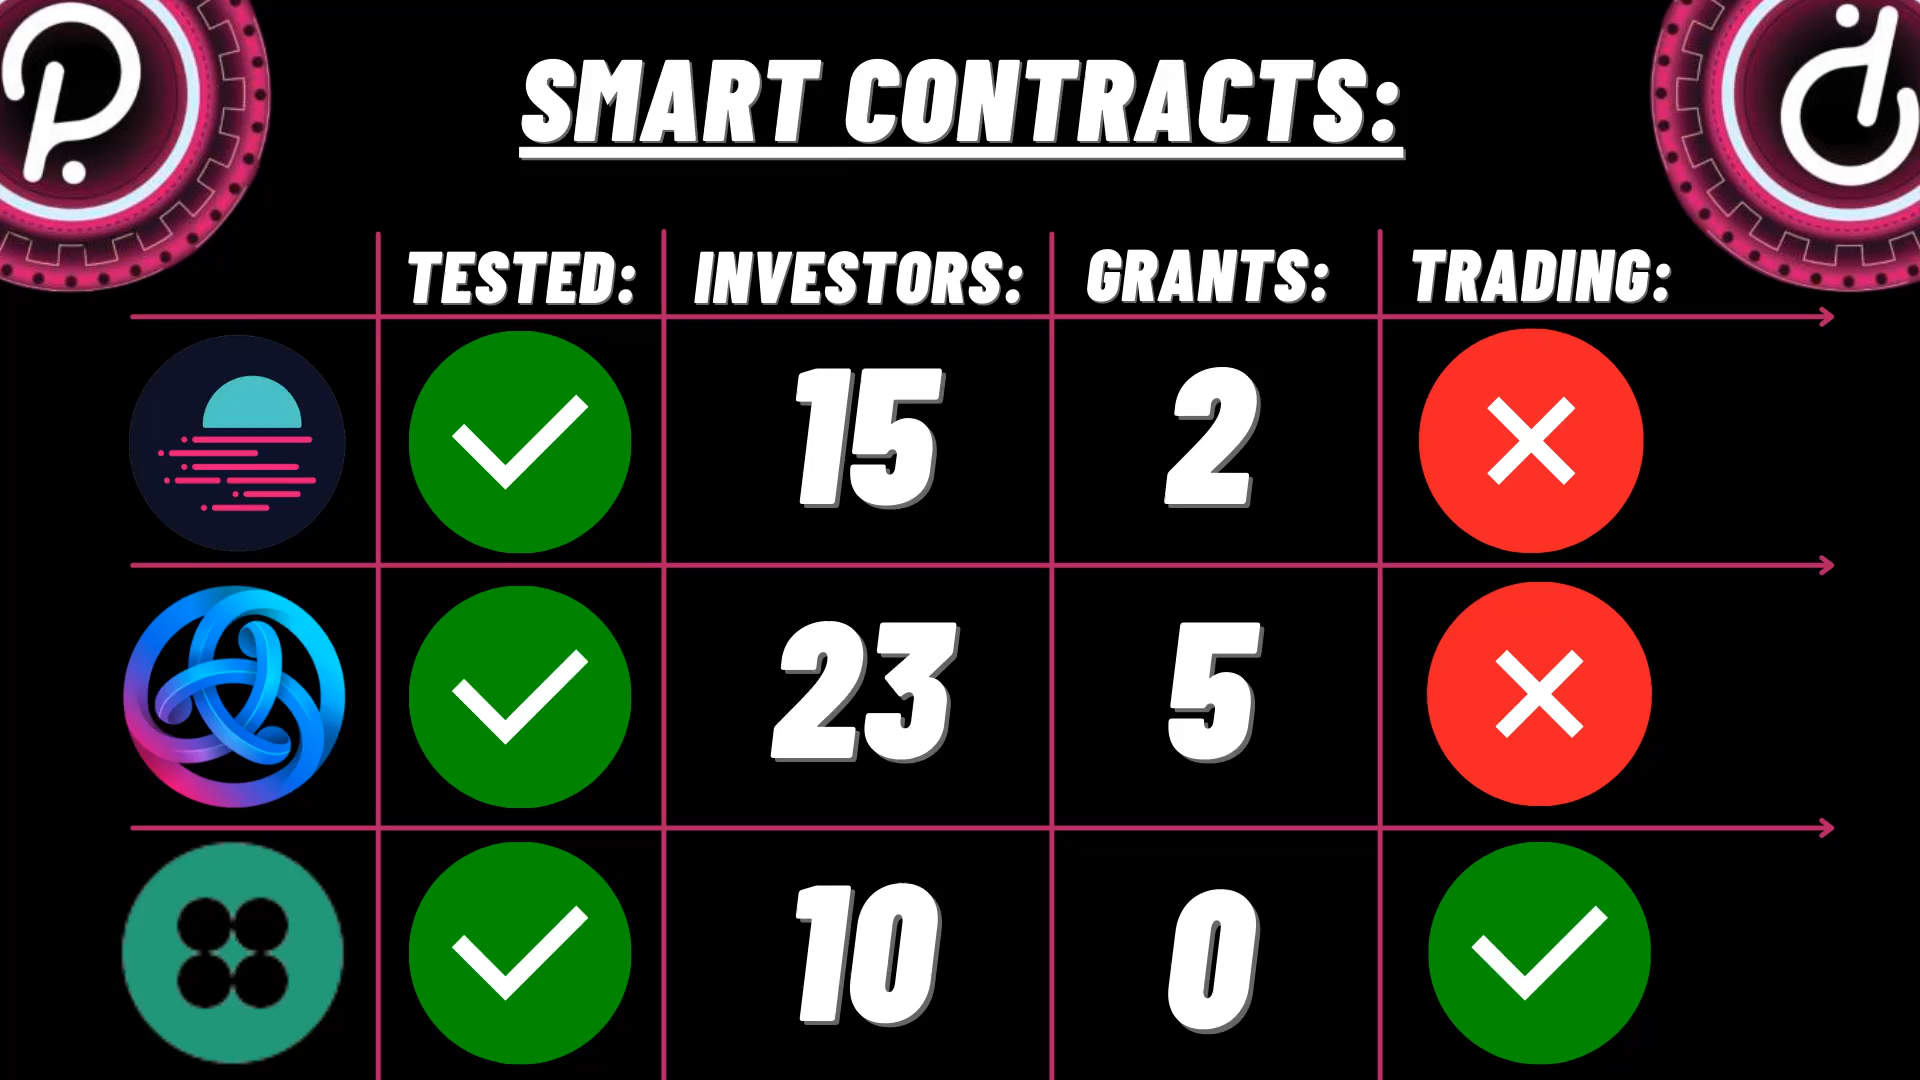 SMART CONTRACTS:
TESTED: INVESTORS: GRANTS: TRADING:
15 2
23 5
10 0